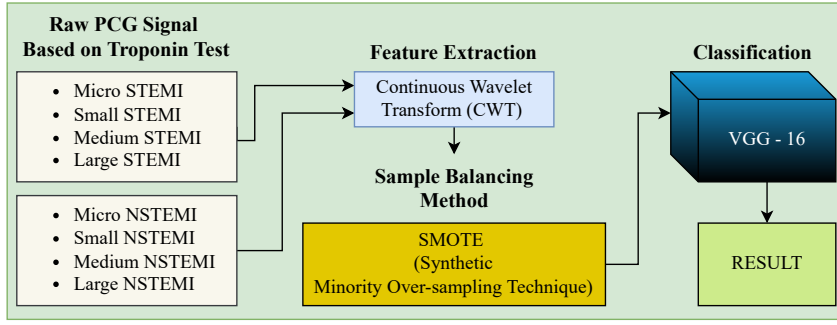 Raw PCG Signal
Based on Troponin Test
• Micro STEMI
• Small STEMI
• Medium STEMI
• Large STEMI
• Micro NSTEMI
• Small NSTEMI
• Medium NSTEMI
• Large NSTEMI
Feature Extraction
Continuous Wavelet
Transform (CWT)
Sample Balancing
Method
SMOTE
(Synthetic
Minority Over-sampling Technique)
Classification
VGG - 16
RESULT